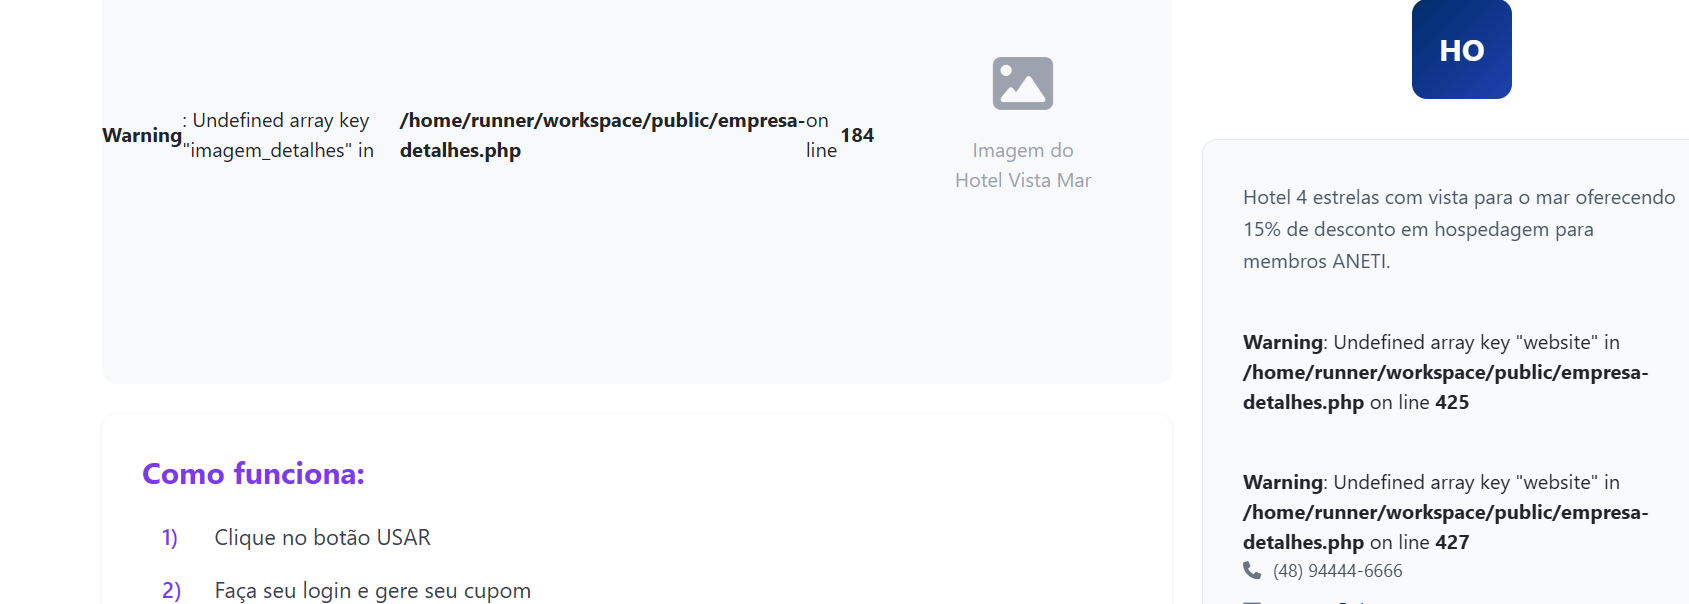 Warning: Undefined array key "imagem_detalhes" in /home/runner/workspace/public/empresa-detalhes.php on line 184
Imagem do
Hotel Vista Mar
Como funciona:
1) Clique no botão USAR
2) Faça seu login e gere seu cupom
HO
Hotel 4 estrelas com vista para o mar oferecendo
15% de desconto em hospedagem para
membros ANETI.
Warning: Undefined array key "website" in
/home/runner/workspace/public/empresa-
detalhes.php on line 425
Warning: Undefined array key "website" in
/home/runner/workspace/public/empresa-
detalhes.php on line 427
(48) 94444-6666